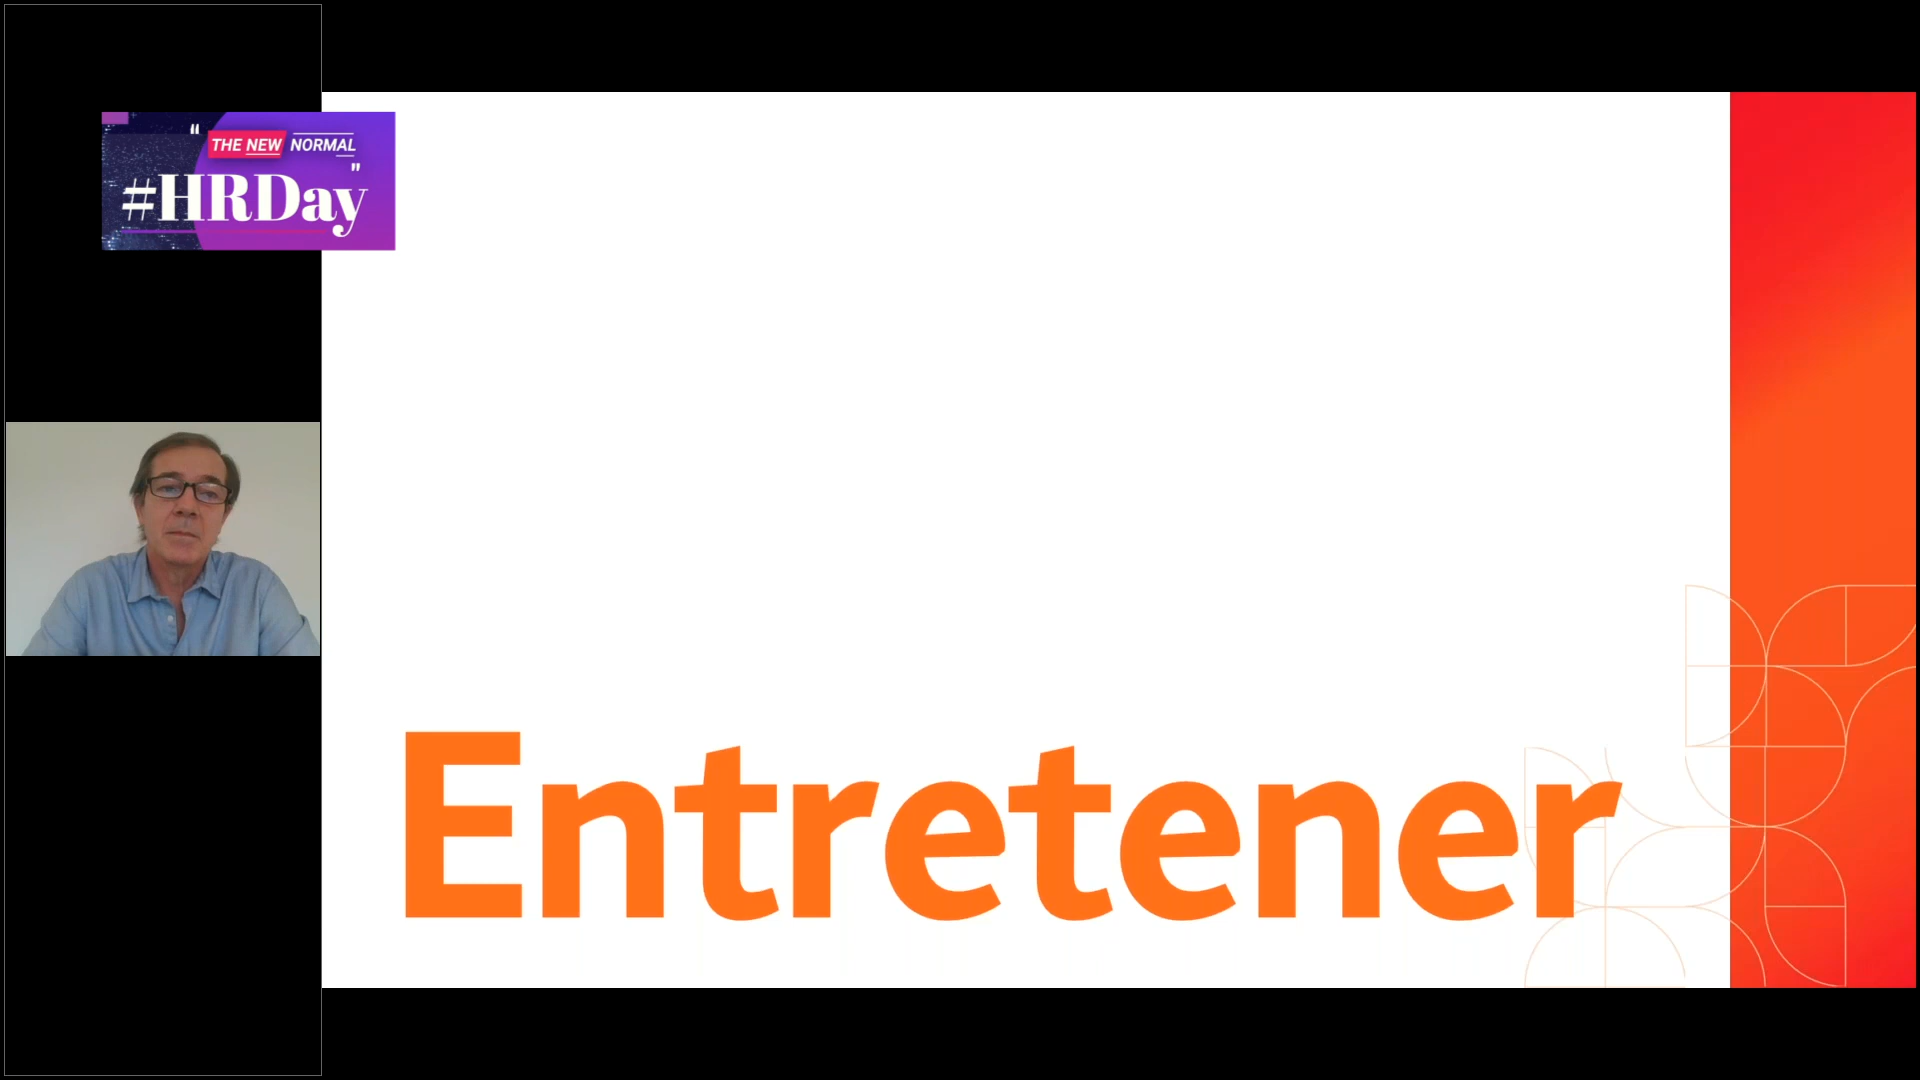 " THE NEW NORMAL "
#HRDay
Entretener